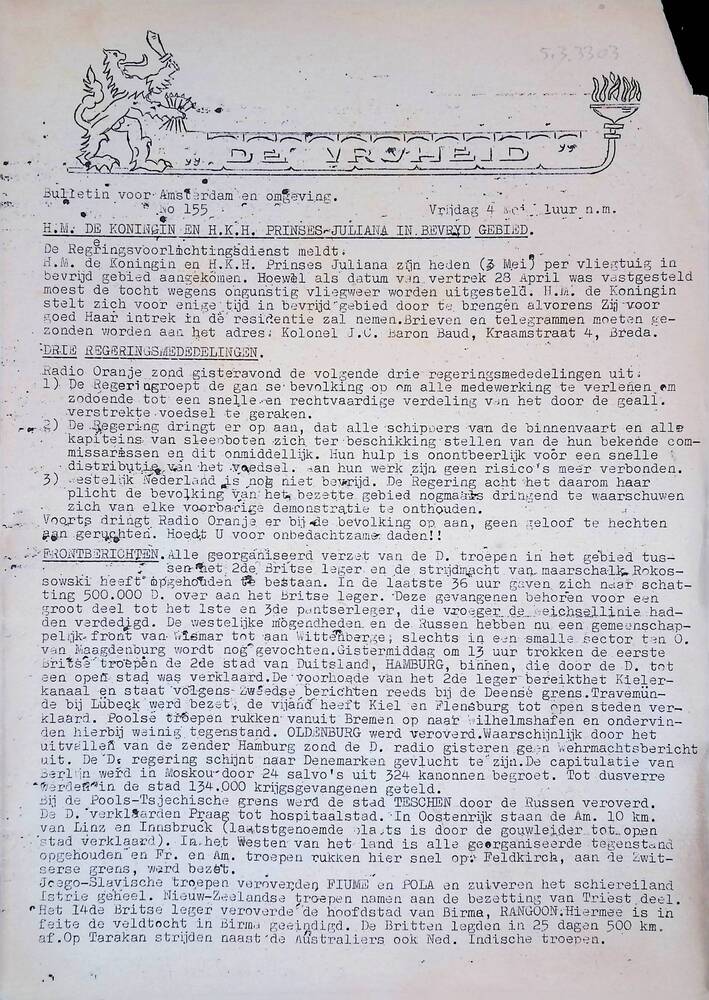 5.3.3303
" DE VRIJHEID "
Bulletin voor Amsterdam en omgeving.
No 155 Vrijdag 4 Mei 1uur n.m.
H.M. DE KONINGIN EN H.K.H. PRINSES JULIANA IN BEVRYD GEBIED.
De Regeringsvoorlichtingsdienst meldt:
H.M. de Koningin en H.K.H. Prinses Juliana zijn heden (3 Mei) per vliegtuig in
bevrijd gebied aangekomen. Hoewel als datum van vertrek 28 April was vastgesteld
moest de tocht wegens ongunstig vliegweer worden uitgesteld. H.M. de Koningin
stelt zich voor enige tijd in bevrijd gebied door te brengen alvorens Zij voor
goed Haar intrek in de residentie zal nemen.Brieven en telegrammen moeten ge-
zonden worden aan het adres: Kolonel J.C. Baron Baud, Kraamstraat 4, Breda.
DRIE REGERINGSMEDEDELINGEN.
Radio Oranje zond gisteravond de volgende drie regeringsmededelingen uit:
1) De Regeringroept de gan se bevolking op om alle medewerking te verlenen om
zodoende tot een snelle en rechtvaardige verdeling van het door de geall.
verstrekte voedsel te geraken.
2) De Regering dringt er op aan, dat alle schippers van de binnenvaart en alle
kapiteins van sleepboten zich ter beschikking stellen van de hun bekende com-
missarissen en dit onmiddelijk. Hun hulp is onontbeerlijk voor een snelle
distributie van het voedsel. Aan hun werk zijn geen risico's meer verbonden.
3) Westelijk Nederland is nog niet bevrijd. De Regering acht het daarom haar
plicht de bevolking van het bezette gebied nogmaals dringend te waarschuwen
zich van elke voorbarige demonstratie te onthouden.
Voorts dringt Radio Oranje er bij de bevolking op aan, geen geloof te hechten
aan geruchten. Hoedt U voor onbedachtzame daden!!
FRONTBERICHTEN.Alle georganiseerd verzet van de D. troepen in het gebied tus-
sen het 2de Britse leger en de strijdmacht van maarschalk Rokos-
sowski heeft opgehouden te bestaan. In de laatste 36 uur gaven zich naar schat-
ting 500.000 D. over aan het Britse leger. Deze gevangenen behoren voor een
groot deel tot het 1ste en 3de pantserleger, die vroeger de Weichsellinie had-
den verdedigd. De westelijke mogendheden en de Russen hebben nu een gemeenschap-
pelijk front van Wismar tot aan Wittenberge; slechts in een smalle sector ten O.
van Maagdenburg wordt nog gevochten.Gistermiddag om 13 uur trokken de eerste
Britse troepen de 2de stad van Duitsland, HAMBURG, binnen, die door de D. tot
een open stad was verklaard.De voorhoede van het 2de leger bereikthet Kieler-
kanaal en staat volgens Zweedse berichten reeds bij de Deense grens.Travemun-
de bij Lübeck werd bezet, de vijand heeft Kiel en Flensburg tot open steden ver-
klaard. Poolse troepen rukken vanuit Bremen op naar Wilhelmshafen en ondervin-
den hierbij weinig tegenstand. OLDENBURG werd veroverd.Waarschijnlijk door het
uitvallen van de zender Hamburg zond de D. radio gisteren geen Wehrmachtsbericht
uit. De D. regering schijnt naar Denemarken gevlucht te zijn.De capitulatie van
Berlijn werd in Moskou door 24 salvo's uit 324 kanonnen begroet. Tot dusverre
werden in de stad 134.000 krijgsgevangenen geteld.
Bij de Pools-Tsjechische grens werd de stad TESCHEN door de Russen veroverd.
De D. verklaarden Praag tot hospitaalstad. In Oostenrijk staan de Am. 10 km.
van Linz en Innsbruck (laatstgenoemde plaats is door de gouwleider tot open
stad verklaard). In het Westen van het land is alle georganiseerde tegenstand
opgehouden en Fr. en Am. troepen rukken hier snel op. Feldkirch, aan de Zwit-
serse grens, werd bezet.
Joego-Slavische troepen veroverden FIUME en POLA en zuiveren het schiereiland
Istrie geheel. Nieuw-Zeelandse troepen namen aan de bezetting van Triest deel.
Het 14de Britse leger veroverde de hoofdstad van Birma, RANGOON.Hiermee is in
feite de veldtocht in Birma geeindigd. De Britten legden in 25 dagen 500 km.
af.Op Tarakan strijden naast de Australiers ook Ned. Indische troepen.